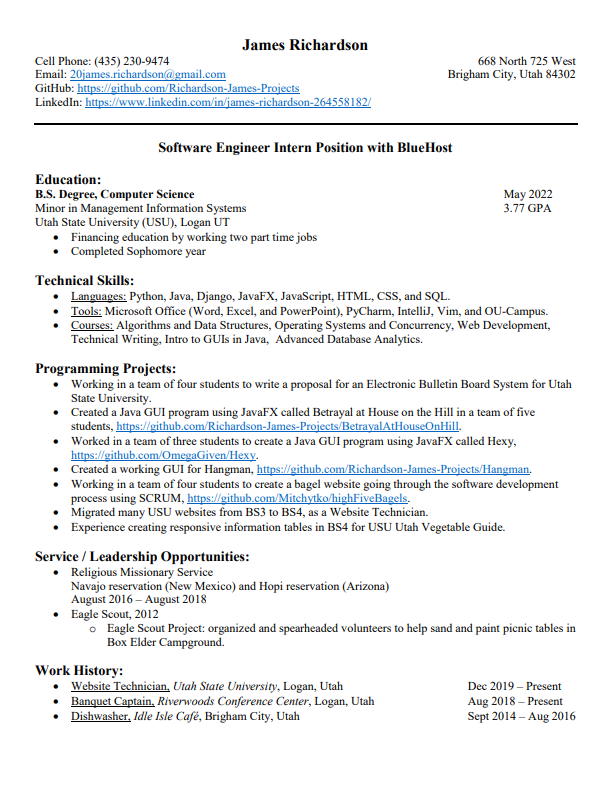 James Richardson
Cell Phone: (435) 230-9474 668 North 725 West
Email: 20james.richardson@gmail.com Brigham City, Utah 84302
GitHub: https://github.com/Richardson-James-Projects
LinkedIn: https://www.linkedin.com/in/james-richardson-264558182/
Software Engineer Intern Position with BlueHost
Education:
B.S. Degree, Computer Science May 2022
Minor in Management Information Systems 3.77 GPA
Utah State University (USU), Logan UT
• Financing education by working two part time jobs
• Completed Sophomore year
Technical Skills:
• Languages: Python, Java, Django, JavaFX, JavaScript, HTML, CSS, and SQL.
• Tools: Microsoft Office (Word, Excel, and PowerPoint), PyCharm, IntelliJ, Vim, and OU-Campus.
• Courses: Algorithms and Data Structures, Operating Systems and Concurrency, Web Development,
Technical Writing, Intro to GUIs in Java, Advanced Database Analytics.
Programming Projects:
• Working in a team of four students to write a proposal for an Electronic Bulletin Board System for Utah
State University.
• Created a Java GUI program using JavaFX called Betrayal at House on the Hill in a team of five
students, https://github.com/Richardson-James-Projects/BetrayalAtHouseOnHill.
• Worked in a team of three students to create a Java GUI program using JavaFX called Hexy,
https://github.com/OmegaGiven/Hexy.
• Created a working GUI for Hangman, https://github.com/Richardson-James-Projects/Hangman.
• Working in a team of four students to create a bagel website going through the software development
process using SCRUM, https://github.com/Mitchytko/highFiveBagels.
• Migrated many USU websites from BS3 to BS4, as a Website Technician.
• Experience creating responsive information tables in BS4 for USU Utah Vegetable Guide.
Service / Leadership Opportunities:
• Religious Missionary Service
Navajo reservation (New Mexico) and Hopi reservation (Arizona)
August 2016 – August 2018
• Eagle Scout, 2012
o Eagle Scout Project: organized and spearheaded volunteers to help sand and paint picnic tables in
Box Elder Campground.
Work History:
• Website Technician, Utah State University, Logan, Utah Dec 2019 – Present
• Banquet Captain, Riverwoods Conference Center, Logan, Utah Aug 2018 – Present
• Dishwasher, Idle Isle Café, Brigham City, Utah Sept 2014 – Aug 2016